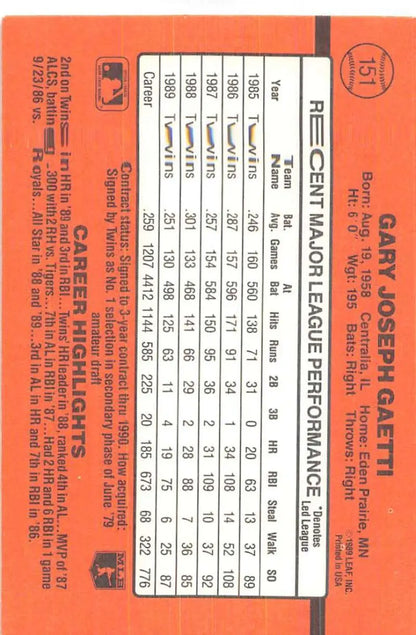 151
GARY JOSEPH GAETTI
Born: Aug. 19, 1958 Centralia, IL Home: Eden Prairie, MN
Ht: 6' 0" Wgt: 195 Bats: Right Throws: Right
©1989 LEAF, INC.
Printed in USA
RECENT MAJOR LEAGUE PERFORMANCE *Denotes Led League
Year Team Name Bat. Avg. Games At Bat Hits Runs 2B 3B HR RBI Steal Walk SO
1985 Twins .246 160 560 138 71 31 0 20 63 13 37 89
1986 Twins .287 157 596 171 91 34 1 34 108 14 52 108
1987 Twins .257 154 584 150 95 36 2 31 109 10 37 92
1988 Twins .301 133 468 141 66 29 2 28 88 7 36 85
1989 Twins .251 130 498 125 63 11 4 19 75 6 25 87
Career .259 1207 4412 1144 585 225 20 185 673 68 322 776
Contract status: Signed to 3-year contract thru 1990. How acquired:
Signed by Twins as No. 1 selection in secondary phase of June '79
amateur draft
MLB
CAREER HIGHLIGHTS
2nd on Twins in HR in '89 and 3rd in RBI... Twins' HR leader in '88, ranked 4th in AL... MVP of '87
ALCS, batting .300 with 2 HR vs. Tigers... 7th in AL in RBI in '87... Had 2 HR and 6 RBI in 1 game
9/23/86 vs. Royals... All Star in '88 and '89... 3rd in AL in HR and 7th in RBI in '86.